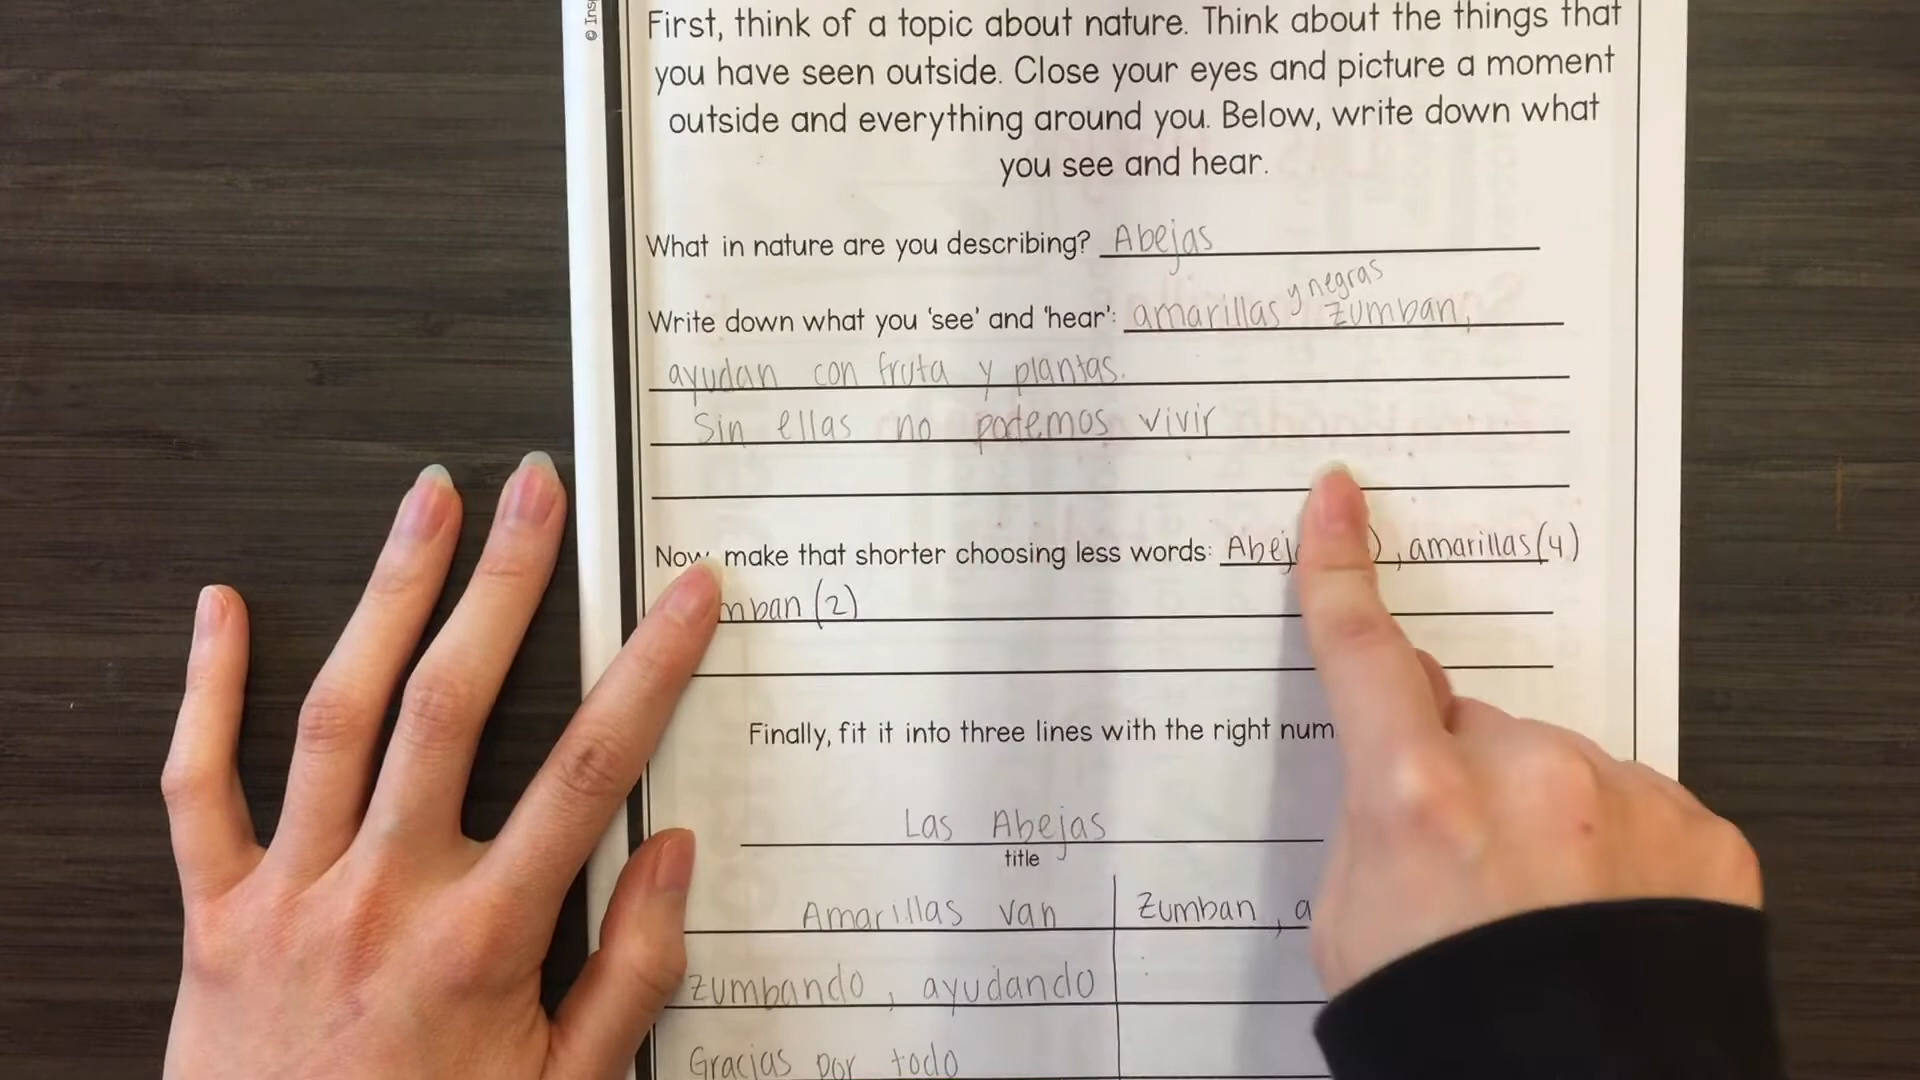 © Ins
First, think of a topic about nature. Think about the things that
you have seen outside. Close your eyes and picture a moment
outside and everything around you. Below, write down what
you see and hear.
What in nature are you describing? Abejas
y negras
Write down what you 'see' and 'hear': amarillas zumban,
ayudan con fruta y plantas.
Sin ellas no podemos vivir
Now make that shorter choosing less words: , amarillas (4)
(2)
Finally, fit it into three lines with the right
Las Abejas
title
Amarillas van Zumban, a
zumbando, ayudando
Gracias por todo